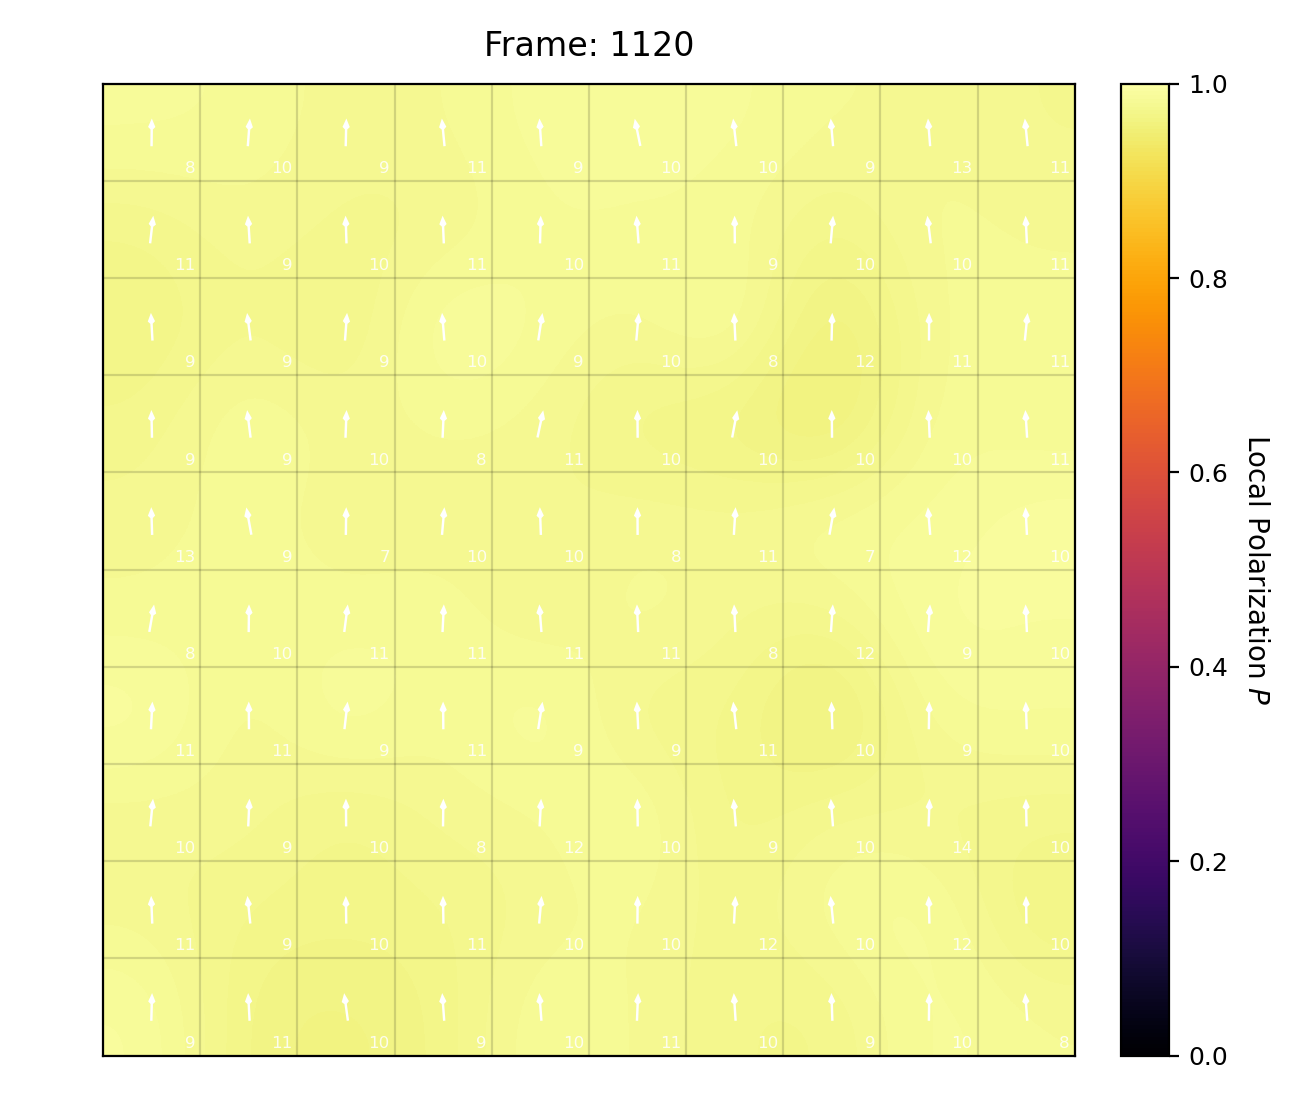 Frame: 1120
8 10 9 11 9 10 10 9 13 11
11 9 10 11 10 11 9 10 10 11
9 9 9 10 9 10 8 12 11 11
9 9 10 8 11 10 10 10 10 11
13 9 7 10 10 8 11 7 12 10
8 10 11 11 11 11 8 12 9 10
11 11 9 11 9 9 11 10 9 10
10 9 10 8 12 10 9 10 14 10
11 9 10 11 10 10 12 10 12 10
9 11 10 9 10 11 10 9 10 8
1.0
0.8
0.6
0.4
0.2
0.0
Local Polarization P